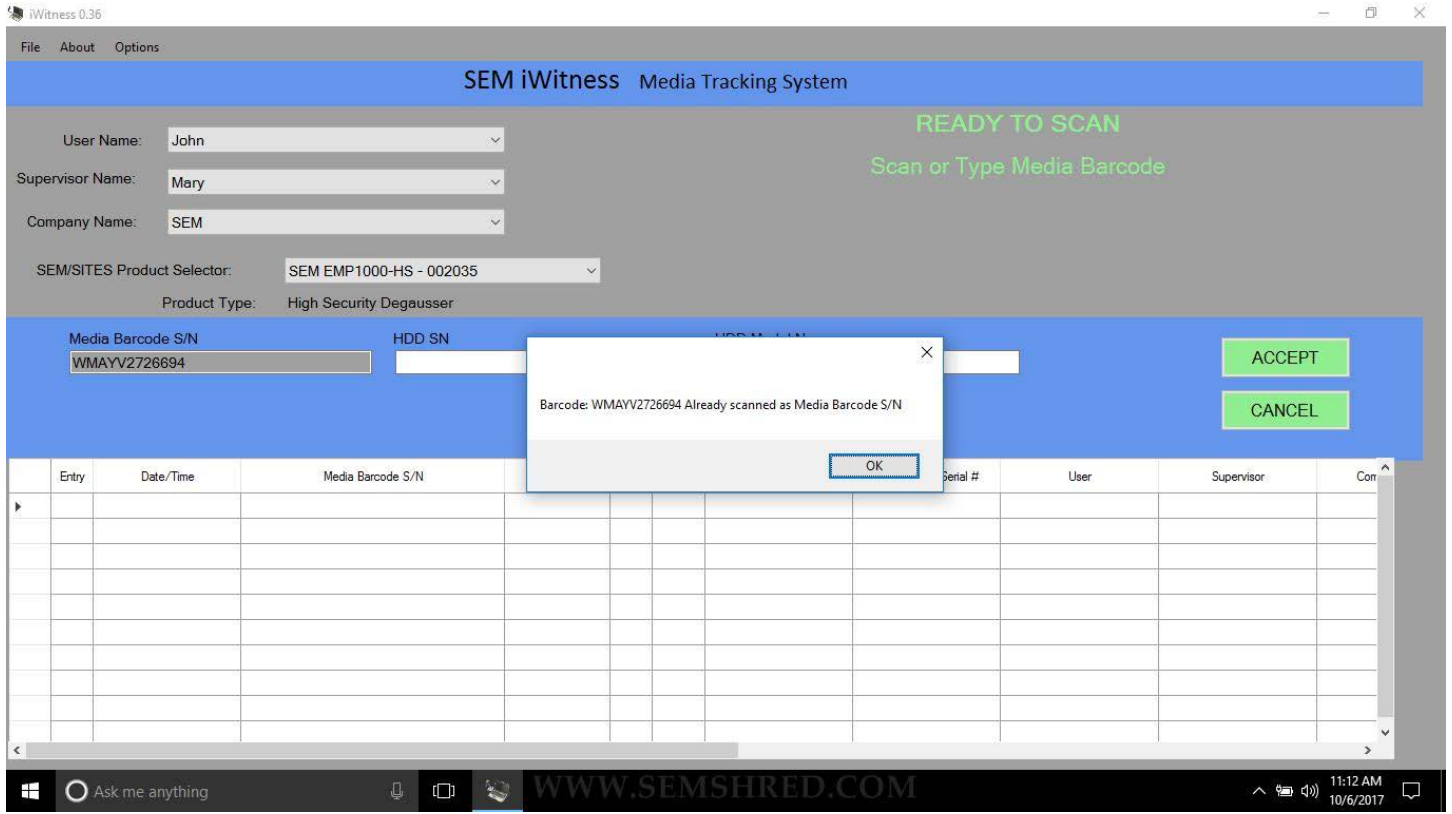 iWitness 0.36
File About Options
SEM iWitness Media Tracking System
READY TO SCAN
Scan or Type Media Barcode
User Name: John
Supervisor Name: Mary
Company Name: SEM
SEM/SITES Product Selector: SEM EMP1000-HS - 002035
Product Type: High Security Degausser
Media Barcode S/N HDD SN
WMAYV2726694
ACCEPT
CANCEL
Barcode: WMAYV2726694 Already scanned as Media Barcode S/N
OK
Entry Date/Time Media Barcode S/N Serial # User Supervisor Com
Ask me anything
WWW.SEMSHRED.COM
11:12 AM
10/6/2017